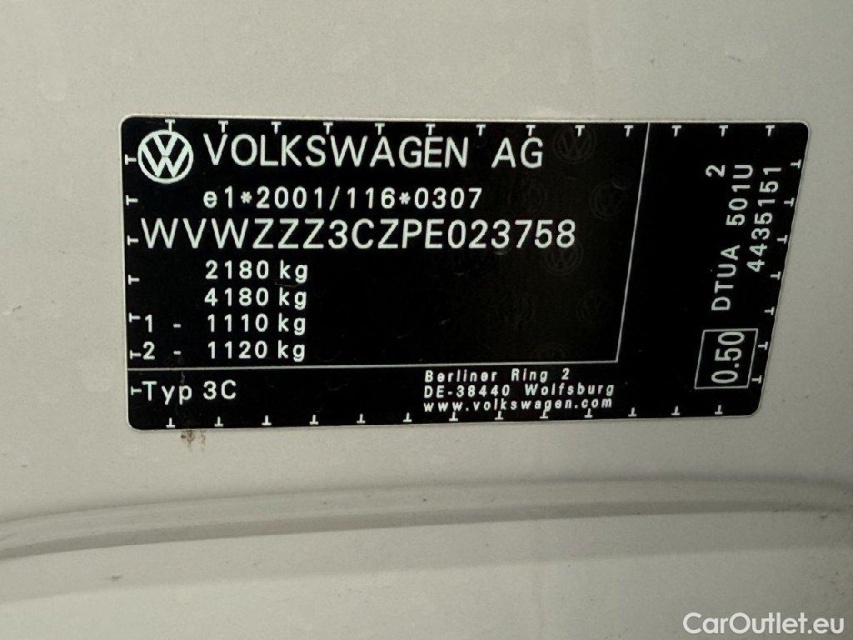 VOLKSWAGEN AG
e1*2001/116*0307
WVWZZZ3CZPE023758
2180 kg
4180 kg
1 - 1110 kg
2 - 1120 kg
Typ 3C
Berliner Ring 2
DE-38440 Wolfsburg
www.volkswagen.com
2
DTUA 501U
4435151
0.50
CarOutlet.eu